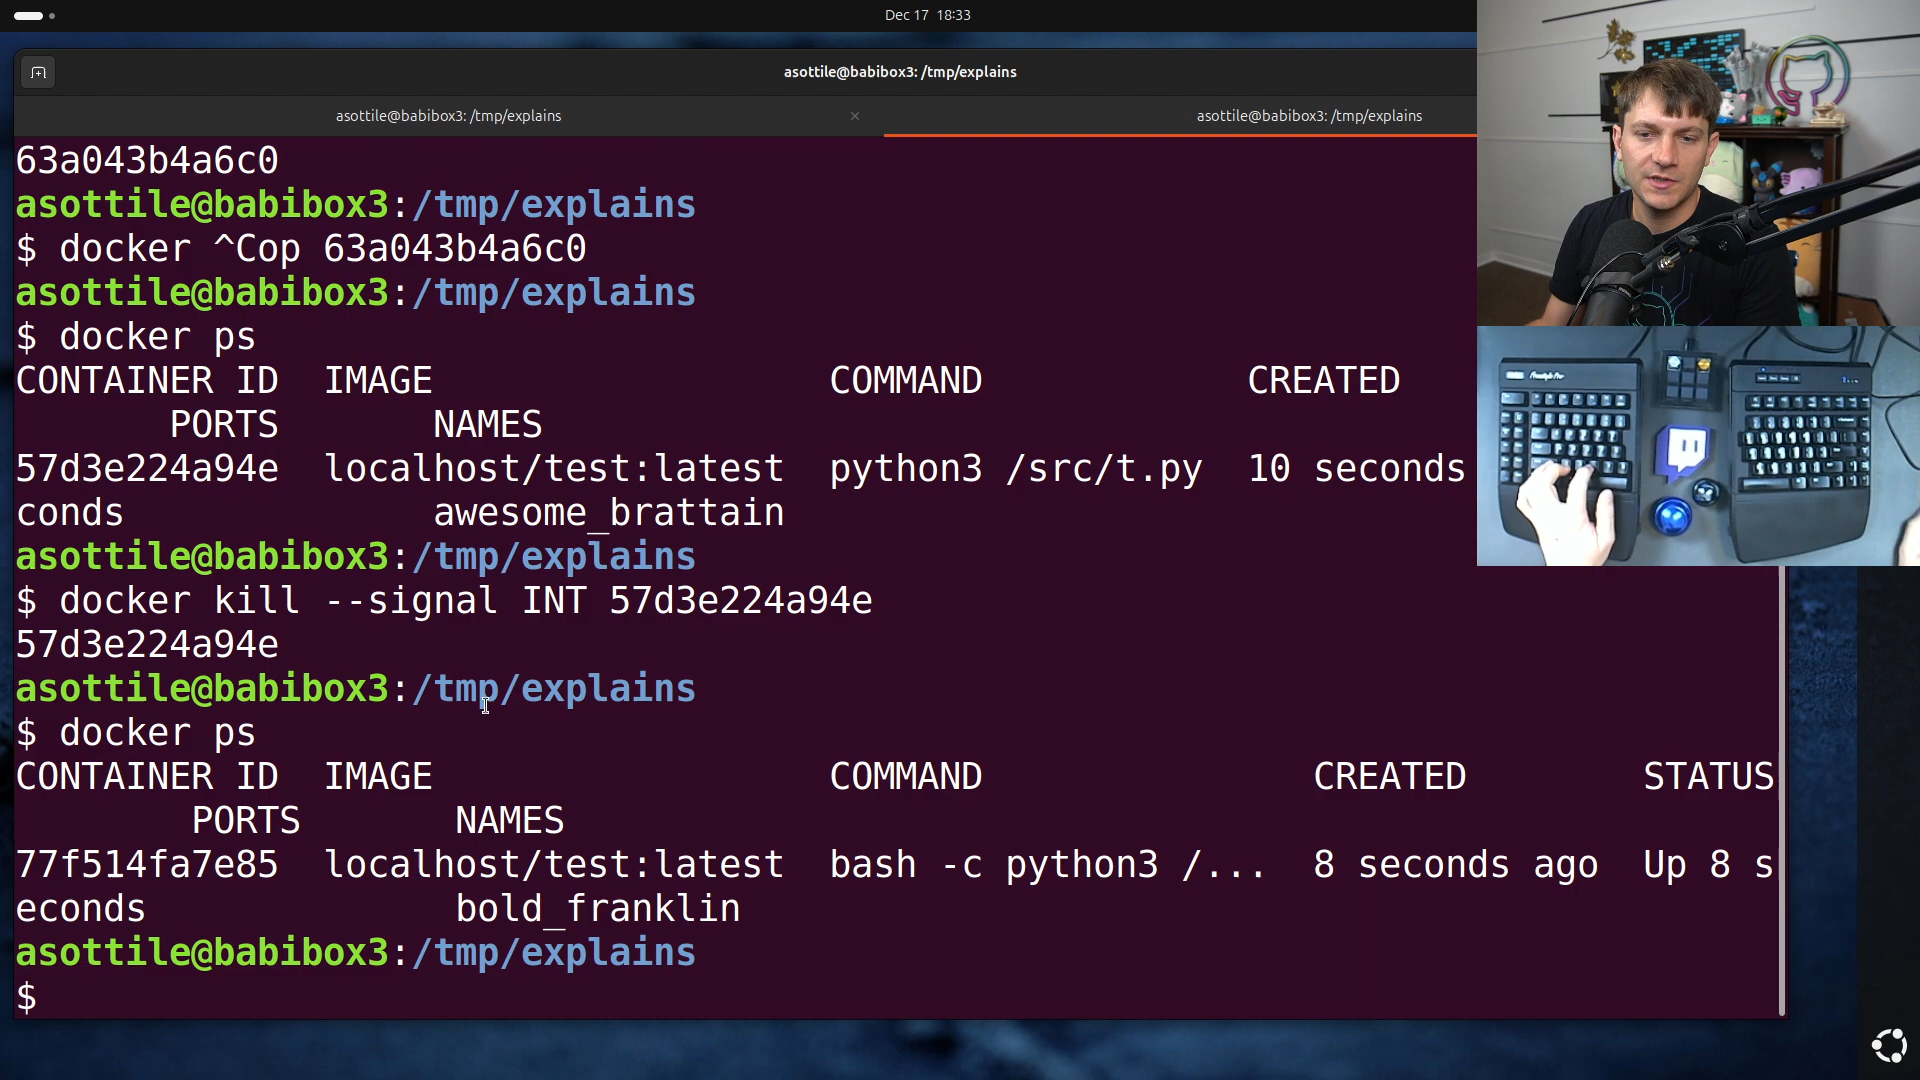 Dec 17 18:33
asottile@babibox3: /tmp/explains
asottile@babibox3: /tmp/explains × asottile@babibox3: /tmp/explains
63a043b4a6c0
asottile@babibox3:/tmp/explains
$ docker ^Cop 63a043b4a6c0
asottile@babibox3:/tmp/explains
$ docker ps
CONTAINER ID IMAGE COMMAND CREATED
PORTS NAMES
57d3e224a94e localhost/test:latest python3 /src/t.py 10 seconds
conds awesome_brattain
asottile@babibox3:/tmp/explains
$ docker kill --signal INT 57d3e224a94e
57d3e224a94e
asottile@babibox3:/tmp/explains
$ docker ps
CONTAINER ID IMAGE COMMAND CREATED STATUS
PORTS NAMES
77f514fa7e85 localhost/test:latest bash -c python3 /... 8 seconds ago Up 8 s
econds bold_franklin
asottile@babibox3:/tmp/explains
$